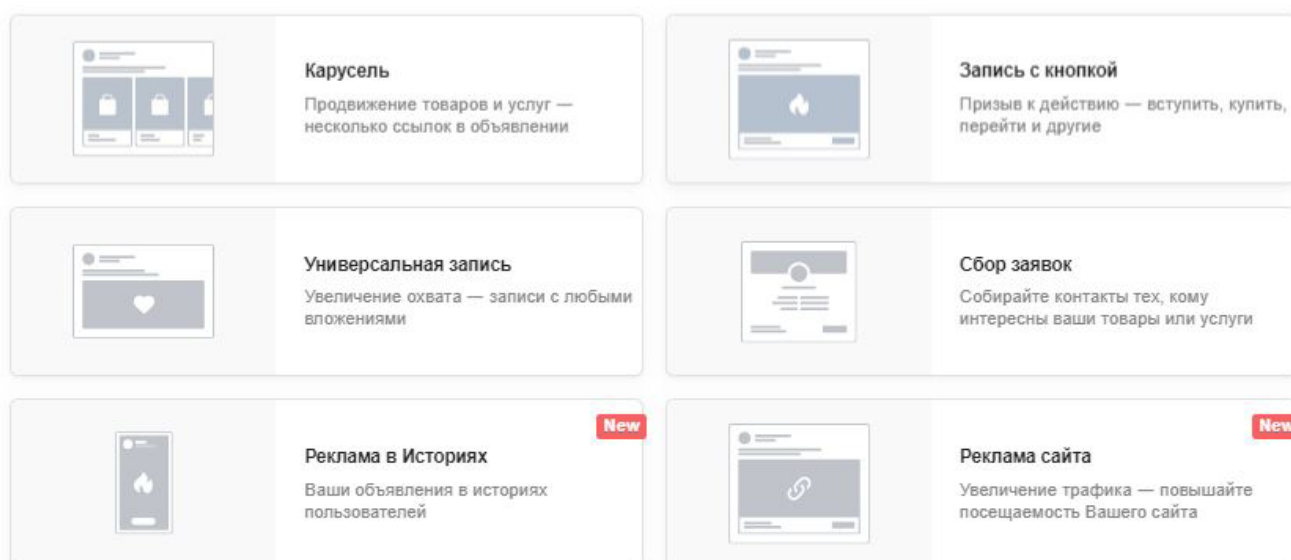 Карусель
Продвижение товаров и услуг —
несколько ссылок в объявлении
Запись с кнопкой
Призыв к действию — вступить, купить,
перейти и другие
Универсальная запись
Увеличение охвата — записи с любыми
вложениями
Сбор заявок
Собирайте контакты тех, кому
интересны ваши товары или услуги
New
Реклама в Историях
Ваши объявления в историях
пользователей
New
Реклама сайта
Увеличение трафика — повышайте
посещаемость Вашего сайта